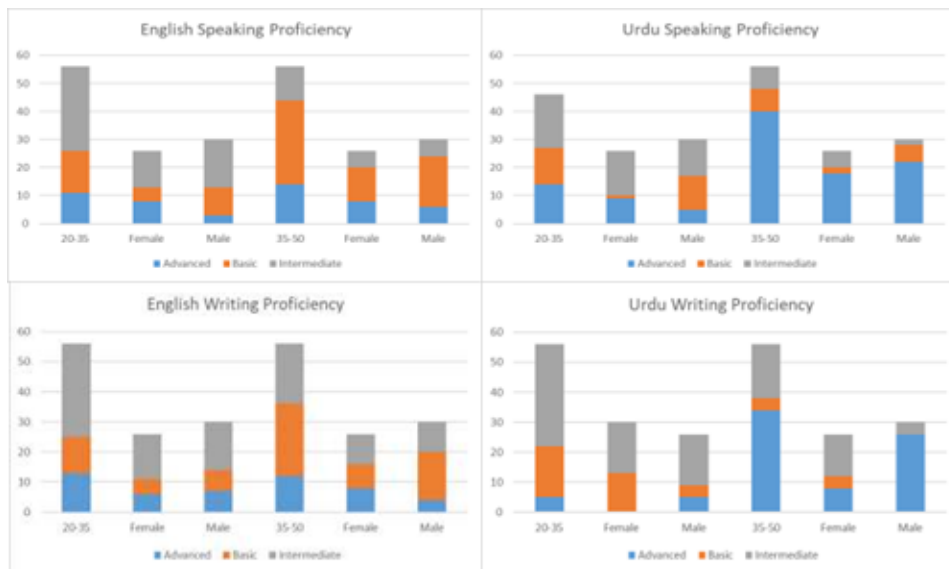 English Speaking Proficiency
60
50
40
30
20
10
0
20-35 Female Male 35-50 Female Male
Advanced Basic Intermediate
Urdu Speaking Proficiency
60
50
40
30
20
10
0
20-35 Female Male 35-50 Female Male
Advanced Basic Intermediate
English Writing Proficiency
60
50
40
30
20
10
0
20-35 Female Male 35-50 Female Male
Advanced Basic Intermediate
Urdu Writing Proficiency
60
50
40
30
20
10
0
20-35 Female Male 35-50 Female Male
Advanced Basic Intermediate